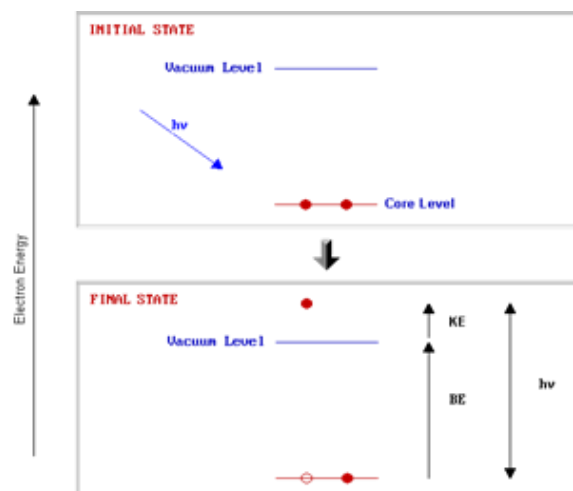 INITIAL STATE
Vacuum Level
hν
Core Level
Electron Energy
FINAL STATE
KE
Vacuum Level
hν
BE